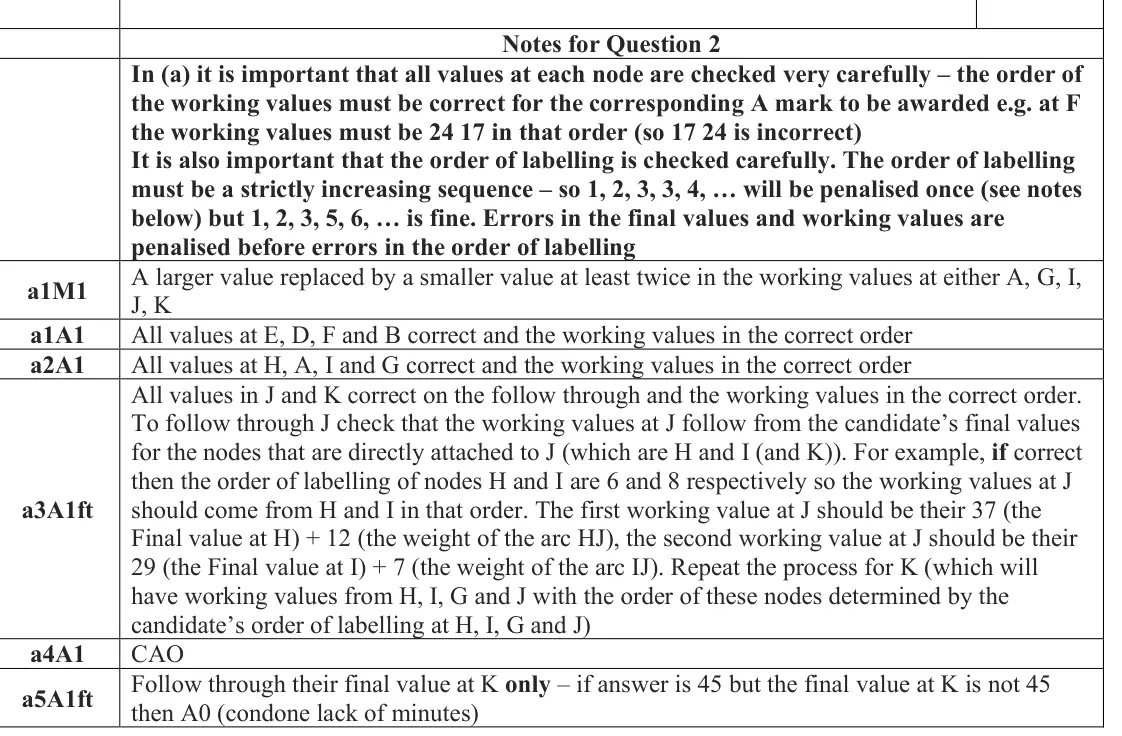 Notes for Question 2
In (a) it is important that all values at each node are checked very carefully – the order of
the working values must be correct for the corresponding A mark to be awarded e.g. at F
the working values must be 24 17 in that order (so 17 24 is incorrect)
It is also important that the order of labelling is checked carefully. The order of labelling
must be a strictly increasing sequence – so 1, 2, 3, 3, 4, … will be penalised once (see notes
below) but 1, 2, 3, 5, 6, … is fine. Errors in the final values and working values are
penalised before errors in the order of labelling
a1M1
A larger value replaced by a smaller value at least twice in the working values at either A, G, I,
J, K
a1A1
All values at E, D, F and B correct and the working values in the correct order
a2A1
All values at H, A, I and G correct and the working values in the correct order
a3A1ft
All values in J and K correct on the follow through and the working values in the correct order.
To follow through J check that the working values at J follow from the candidate’s final values
for the nodes that are directly attached to J (which are H and I (and K)). For example, if correct
then the order of labelling of nodes H and I are 6 and 8 respectively so the working values at J
should come from H and I in that order. The first working value at J should be their 37 (the
Final value at H) + 12 (the weight of the arc HJ), the second working value at J should be their
29 (the Final value at I) + 7 (the weight of the arc IJ). Repeat the process for K (which will
have working values from H, I, G and J with the order of these nodes determined by the
candidate’s order of labelling at H, I, G and J)
a4A1
CAO
a5A1ft
Follow through their final value at K only – if answer is 45 but the final value at K is not 45
then A0 (condone lack of minutes)